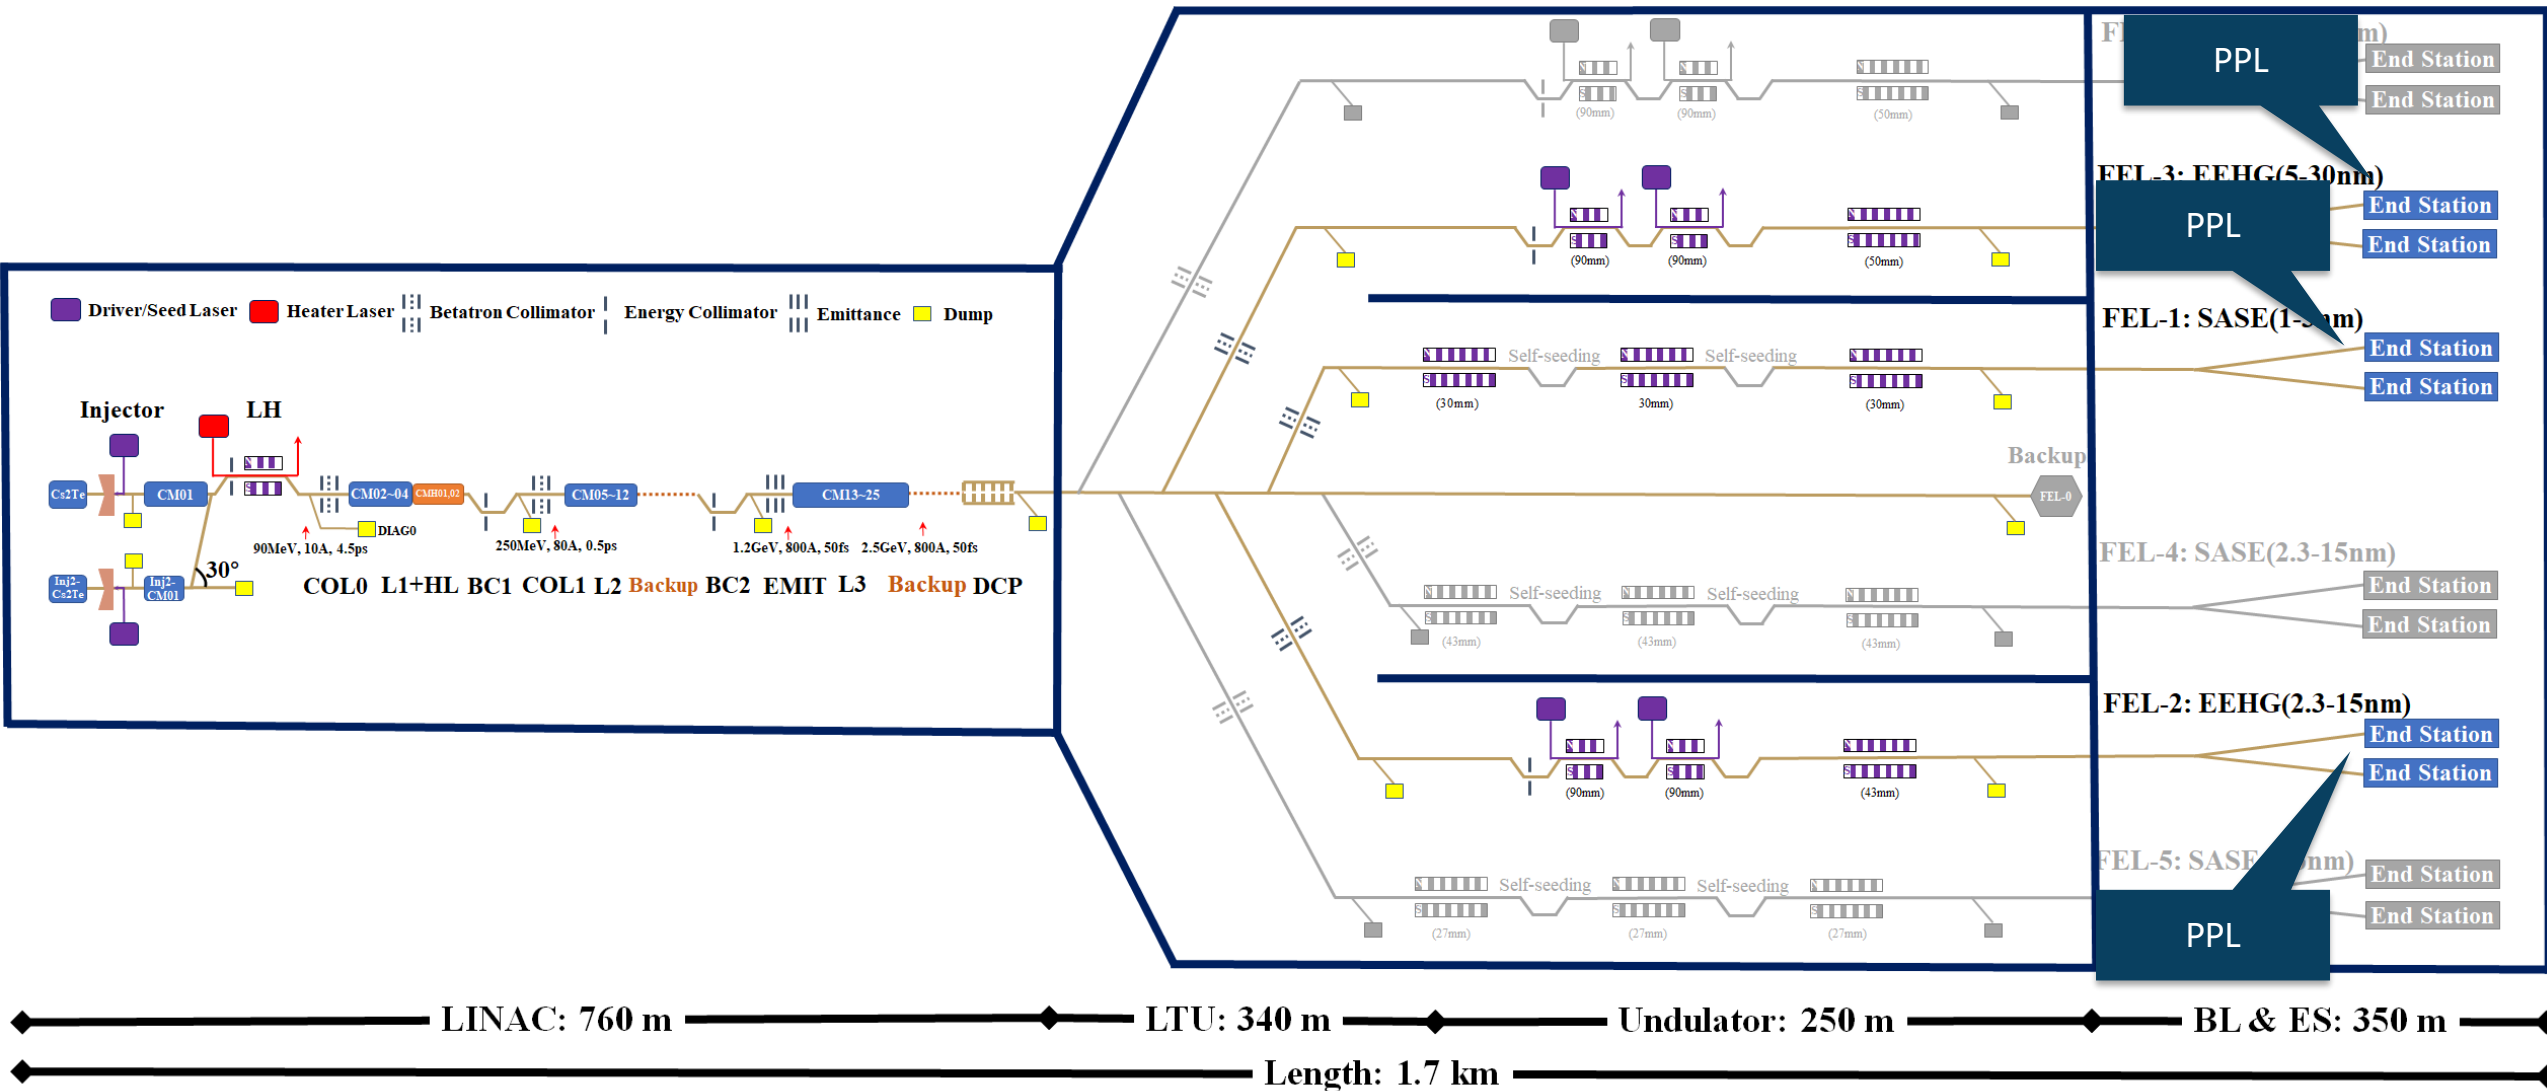 Driver/Seed Laser
Heater Laser
Betatron Collimator
Energy Collimator
Emittance
Dump
Injector
LH
Cs2Te
CM01
CM02~04
CMH01,02
CM05~12
CM13~25
DIAG0
90MeV, 10A, 4.5ps
250MeV, 80A, 0.5ps
1.2GeV, 800A, 50fs
2.5GeV, 800A, 50fs
Inj2-
Cs2Te
Inj2-
CM01
30°
COL0
L1+HL
BC1
COL1
L2
Backup
BC2
EMIT
L3
Backup
DCP
(90mm)
(90mm)
(50mm)
PPL
End Station
End Station
(90mm)
(90mm)
(50mm)
FEL-3: EEHG(5-30nm)
PPL
End Station
End Station
Self-seeding
Self-seeding
(30mm)
30mm)
(30mm)
FEL-1: SASE(1-
nm)
End Station
End Station
Backup
FEL-0
Self-seeding
Self-seeding
(43mm)
(43mm)
(43mm)
FEL-4: SASE(2.3-15nm)
End Station
End Station
(90mm)
(90mm)
(43mm)
FEL-2: EEHG(2.3-15nm)
End Station
End Station
Self-seeding
Self-seeding
(27mm)
(27mm)
(27mm)
FEL-5: SASE
nm)
End Station
End Station
PPL
LINAC: 760 m
LTU: 340 m
Undulator: 250 m
BL & ES: 350 m
Length: 1.7 km